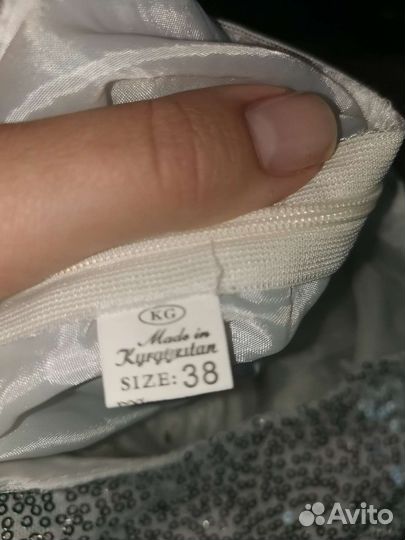 KG
Made in
Kyrgyzstan
SIZE: 38
Avito